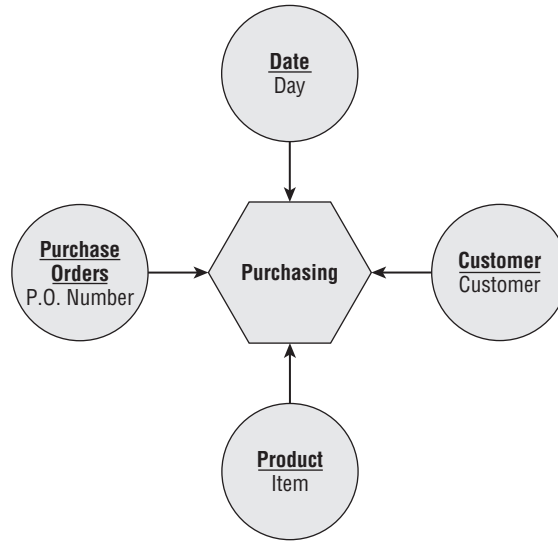 Date
Day
Purchase
Orders
P.O. Number
Purchasing
Customer
Customer
Product
Item